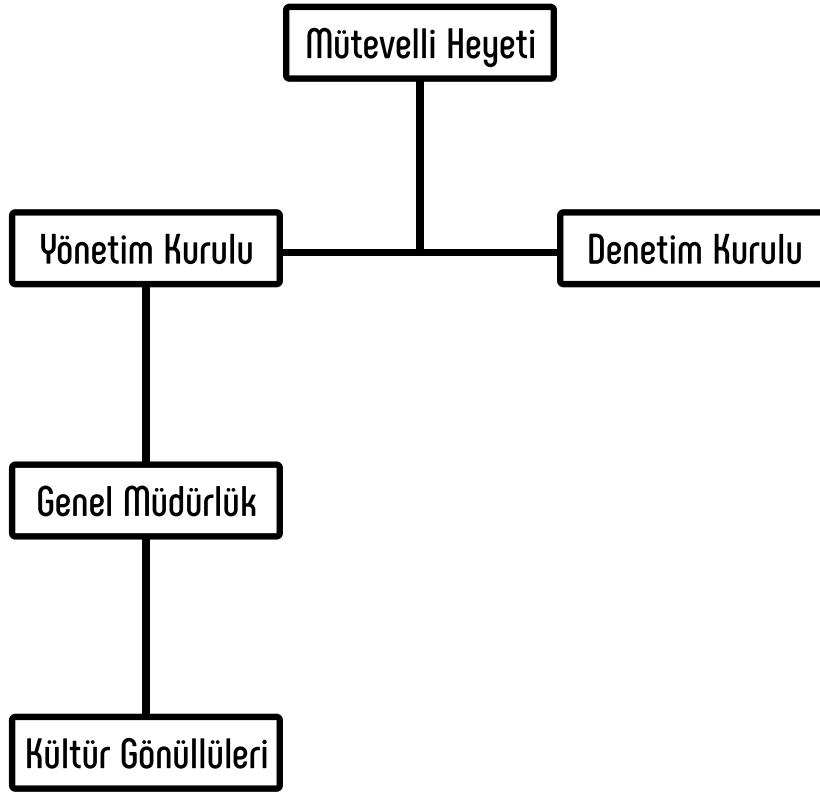 Mütevelli Heyeti
Yönetim Kurulu
Denetim Kurulu
Genel Müdürlük
Kültür Gönüllüleri